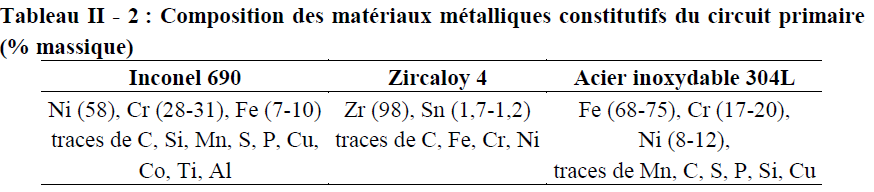 Tableau II - 2 : Composition des matériaux métalliques constitutifs du circuit primaire
(% massique)
Inconel 690 Zircaloy 4 Acier inoxydable 304L
Ni (58), Cr (28-31), Fe (7-10) Zr (98), Sn (1,7-1,2) Fe (68-75), Cr (17-20),
traces de C, Si, Mn, S, P, Cu, traces de C, Fe, Cr, Ni Ni (8-12),
Co, Ti, Al traces de Mn, C, S, P, Si, Cu